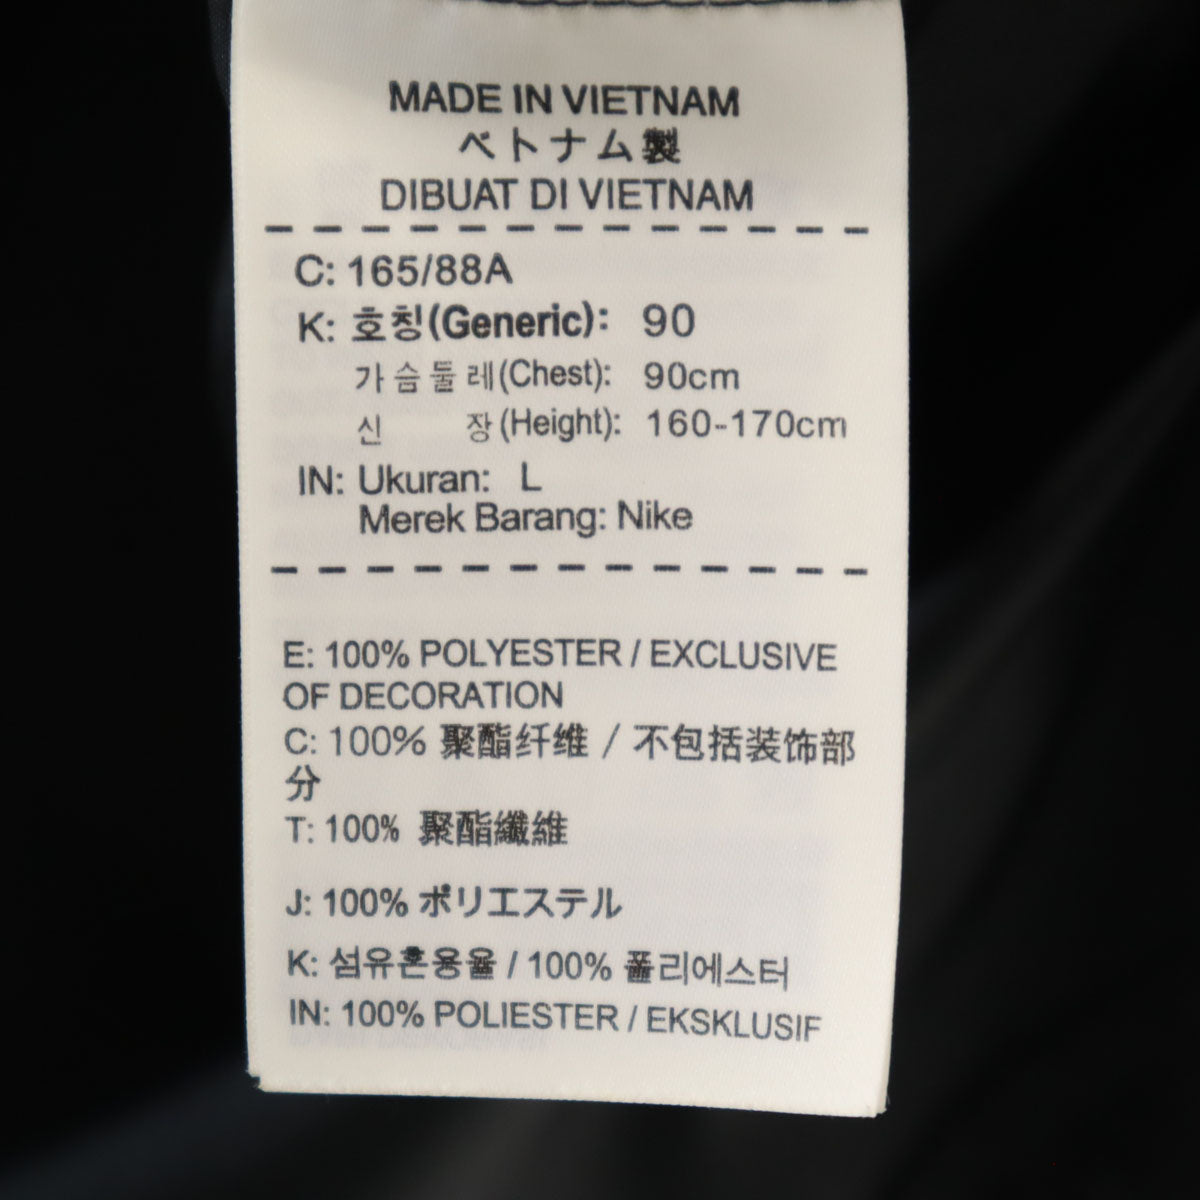 MADE IN VIETNAM
ベトナム製
DIBUAT DI VIETNAM
C: 165/88A
K: 호칭(Generic): 90
가슴둘레(Chest): 90cm
신 장(Height): 160-170cm
IN: Ukuran: L
Merek Barang: Nike
E: 100% POLYESTER / EXCLUSIVE
OF DECORATION
C: 100% 聚酯纤维 / 不包括装饰部
分
T: 100% 聚酯纖維
J: 100% ポリエステル
K: 섬유혼용율 / 100% 폴리에스터
IN: 100% POLIESTER / EKSKLUSIF